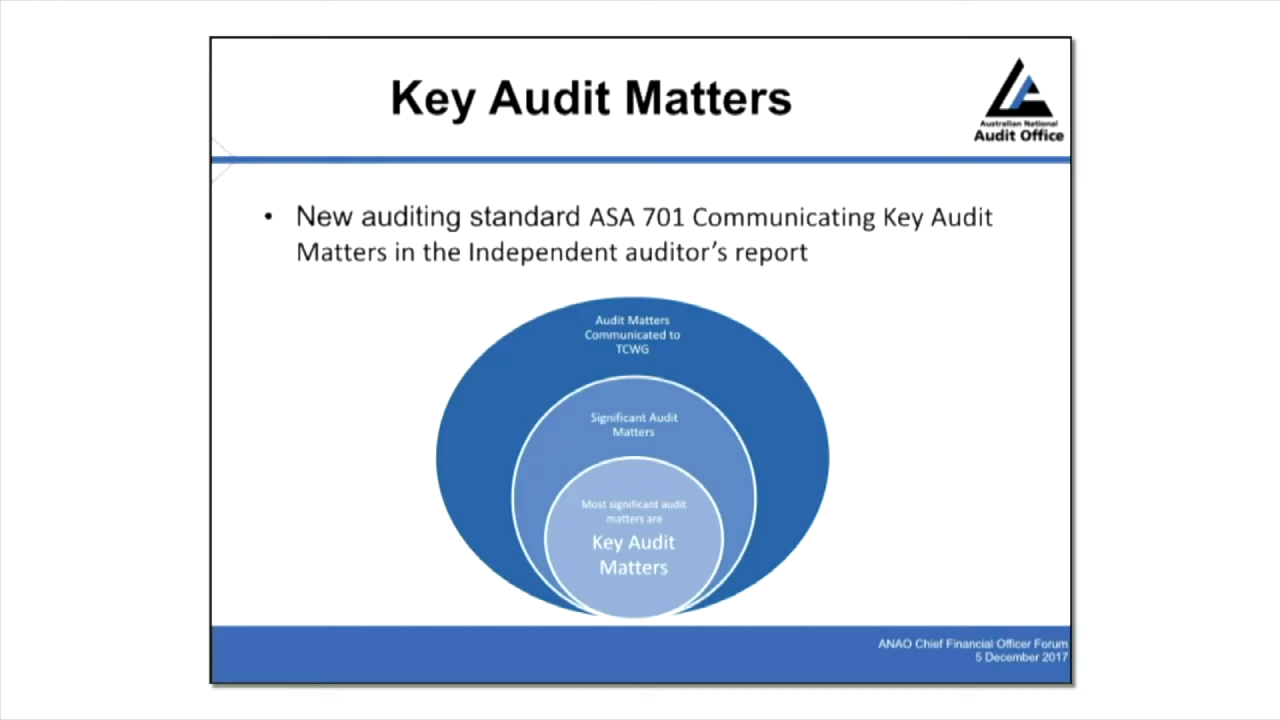 Key Audit Matters
Australian National
Audit Office
• New auditing standard ASA 701 Communicating Key Audit
Matters in the Independent auditor’s report
Audit Matters
Communicated to
TCWG
Significant Audit
Matters
Most significant audit
matters are
Key Audit
Matters
ANAO Chief Financial Officer Forum
5 December 2017